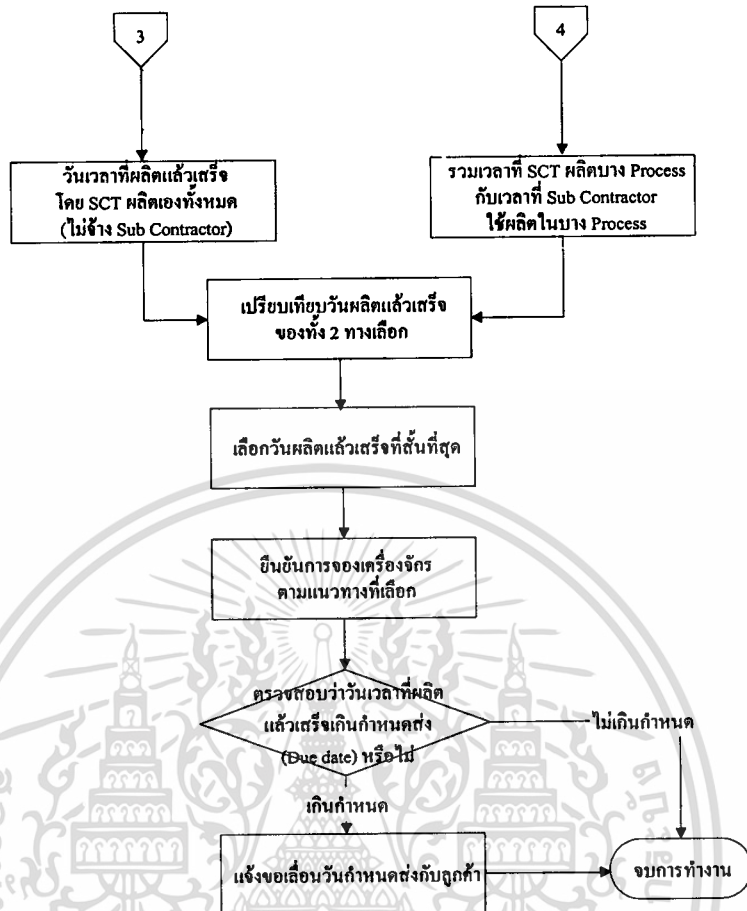 3
4
วันเวลาที่ผลิตแล้วเสร็จ
โดย SCT ผลิตเองทั้งหมด
(ไม่จ้าง Sub Contractor)
รวมเวลาที่ SCT ผลิตบาง Process
กับเวลาที่ Sub Contractor
ใช้ผลิตในบาง Process
เปรียบเทียบวันผลิตแล้วเสร็จ
ของทั้ง 2 ทางเลือก
เลือกวันผลิตแล้วเสร็จที่สั้นที่สุด
ยืนยันการจองเครื่องจักร
ตามแนวทางที่เลือก
ตรวจสอบว่าวันเวลาที่ผลิต
แล้วเสร็จเกินกำหนดส่ง
(Due date) หรือไม่
ไม่เกินกำหนด
เกินกำหนด
แจ้งขอเลื่อนวันกำหนดส่งกับลูกค้า
จบการทำงาน